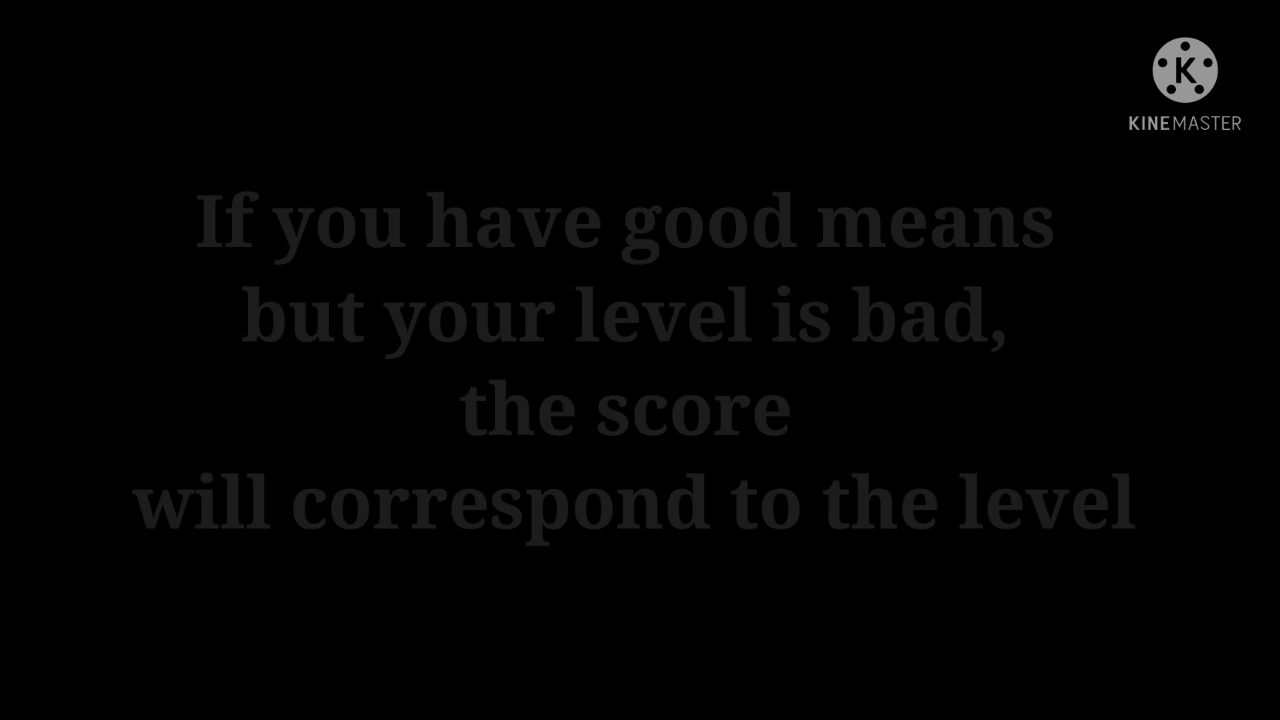 K
KINEMASTER
If you have good means
but your level is bad,
the score
will correspond to the level